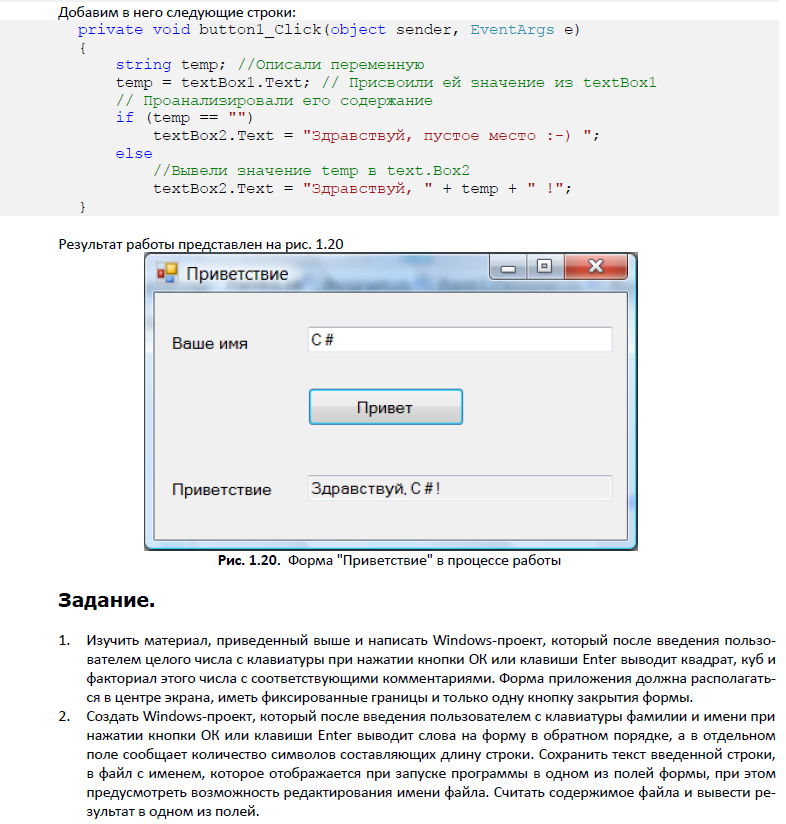 Добавим в него следующие строки:
private void button1_Click(object sender, EventArgs e)
{
string temp; //Описали переменную
temp = textBox1.Text; // Присвоили ей значение из textBox1
// Проанализировали его содержание
if (temp == "")
textBox2.Text = "Здравствуй, пустое место :-) ";
else
//Вывели значение temp в text.Box2
textBox2.Text = "Здравствуй, " + temp + " !";
}
Результат работы представлен на рис. 1.20
Приветствие
Ваше имя C #
Привет
Приветствие Здравствуй, C # !
Рис. 1.20. Форма "Приветствие" в процессе работы
Задание.
1. Изучить материал, приведенный выше и написать Windows-проект, который после введения пользо-
вателем целого числа с клавиатуры при нажатии кнопки ОК или клавиши Enter выводит квадрат, куб и
факториал этого числа с соответствующими комментариями. Форма приложения должна располагать-
ся в центре экрана, иметь фиксированные границы и только одну кнопку закрытия формы.
2. Создать Windows-проект, который после введения пользователем с клавиатуры фамилии и имени при
нажатии кнопки ОК или клавиши Enter выводит слова на форму в обратном порядке, а в отдельном
поле сообщает количество символов составляющих длину строки. Сохранить текст введенной строки,
в файл с именем, которое отображается при запуске программы в одном из полей формы, при этом
предусмотреть возможность редактирования имени файла. Считать содержимое файла и вывести ре-
зультат в одном из полей.